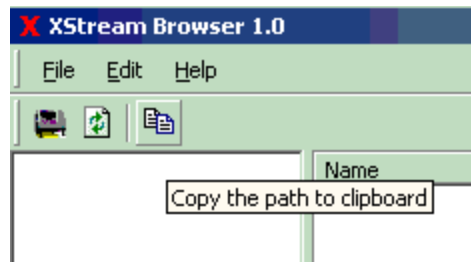 XStream Browser 1.0
File Edit Help
Name
Copy the path to clipboard